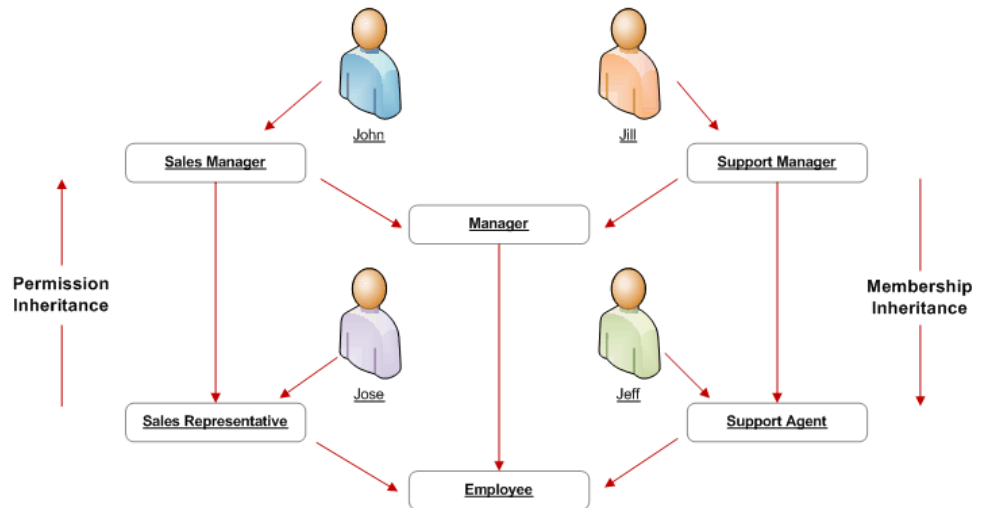 John
Jill
Sales Manager
Support Manager
Manager
Permission
Inheritance
Membership
Inheritance
Jose
Jeff
Sales Representative
Support Agent
Employee